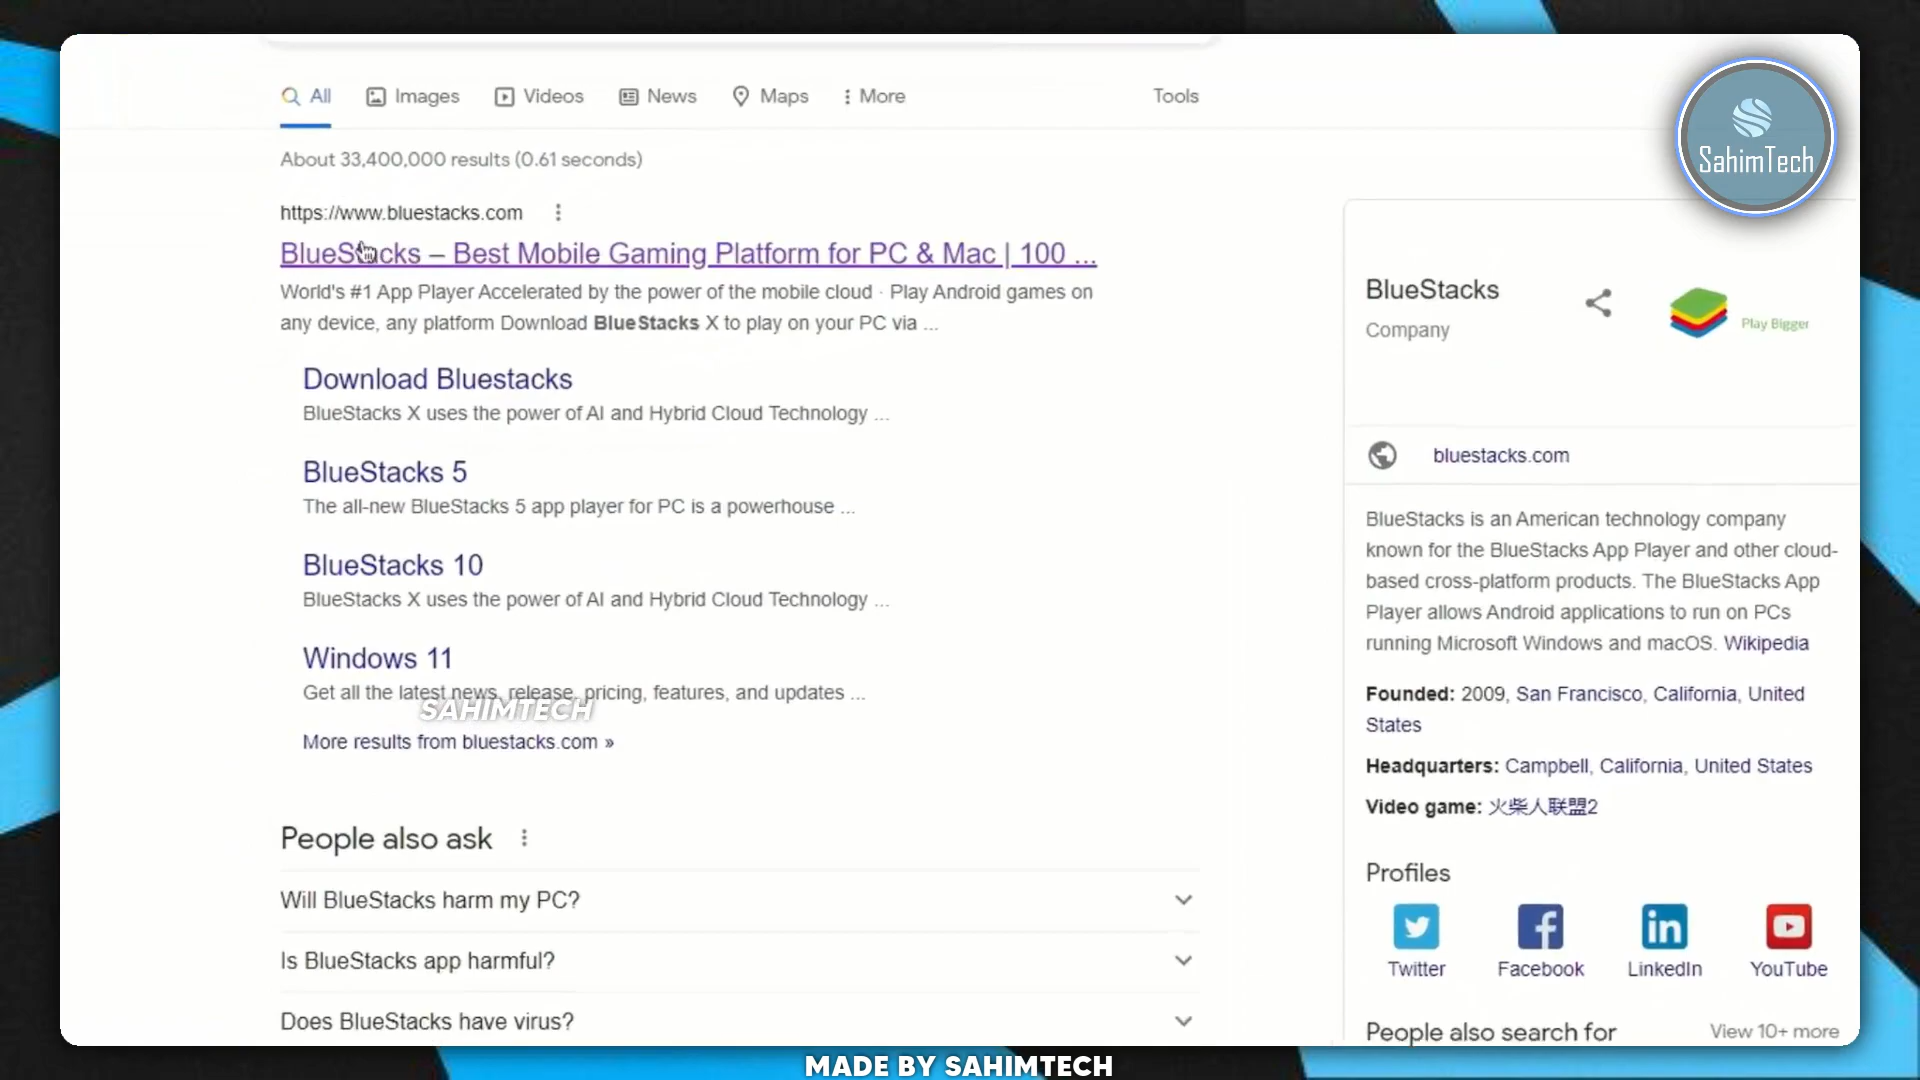 All
Images
Videos
News
Maps
More
Tools
SahimTech
About 33,400,000 results (0.61 seconds)
https://www.bluestacks.com
BlueStacks – Best Mobile Gaming Platform for PC & Mac | 100 ...
World's #1 App Player Accelerated by the power of the mobile cloud · Play Android games on
any device, any platform Download BlueStacks X to play on your PC via ...
Download Bluestacks
BlueStacks X uses the power of AI and Hybrid Cloud Technology ...
BlueStacks 5
The all-new BlueStacks 5 app player for PC is a powerhouse ...
BlueStacks 10
BlueStacks X uses the power of AI and Hybrid Cloud Technology ...
Windows 11
Get all the latest news, release, pricing, features, and updates ...
SAHIMTECH
More results from bluestacks.com »
People also ask
Will BlueStacks harm my PC?
Is BlueStacks app harmful?
Does BlueStacks have virus?
BlueStacks
Company
Play Bigger
bluestacks.com
BlueStacks is an American technology company
known for the BlueStacks App Player and other cloud-
based cross-platform products. The BlueStacks App
Player allows Android applications to run on PCs
running Microsoft Windows and macOS. Wikipedia
Founded: 2009, San Francisco, California, United
States
Headquarters: Campbell, California, United States
Video game: 火柴人联盟2
Profiles
Twitter
Facebook
LinkedIn
YouTube
People also search for
View 10+ more
MADE BY SAHIMTECH